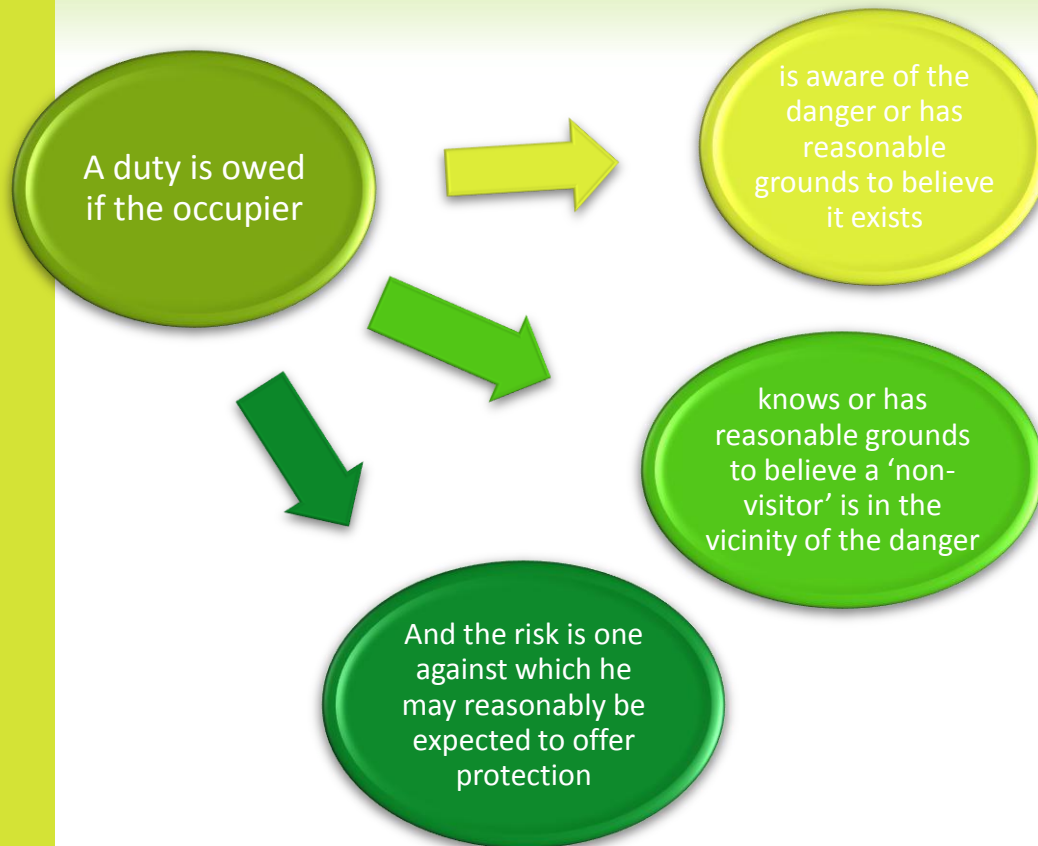 A duty is owed
if the occupier
is aware of the
danger or has
reasonable
grounds to believe
it exists
knows or has
reasonable grounds
to believe a ‘non-
visitor’ is in the
vicinity of the danger
And the risk is one
against which he
may reasonably be
expected to offer
protection